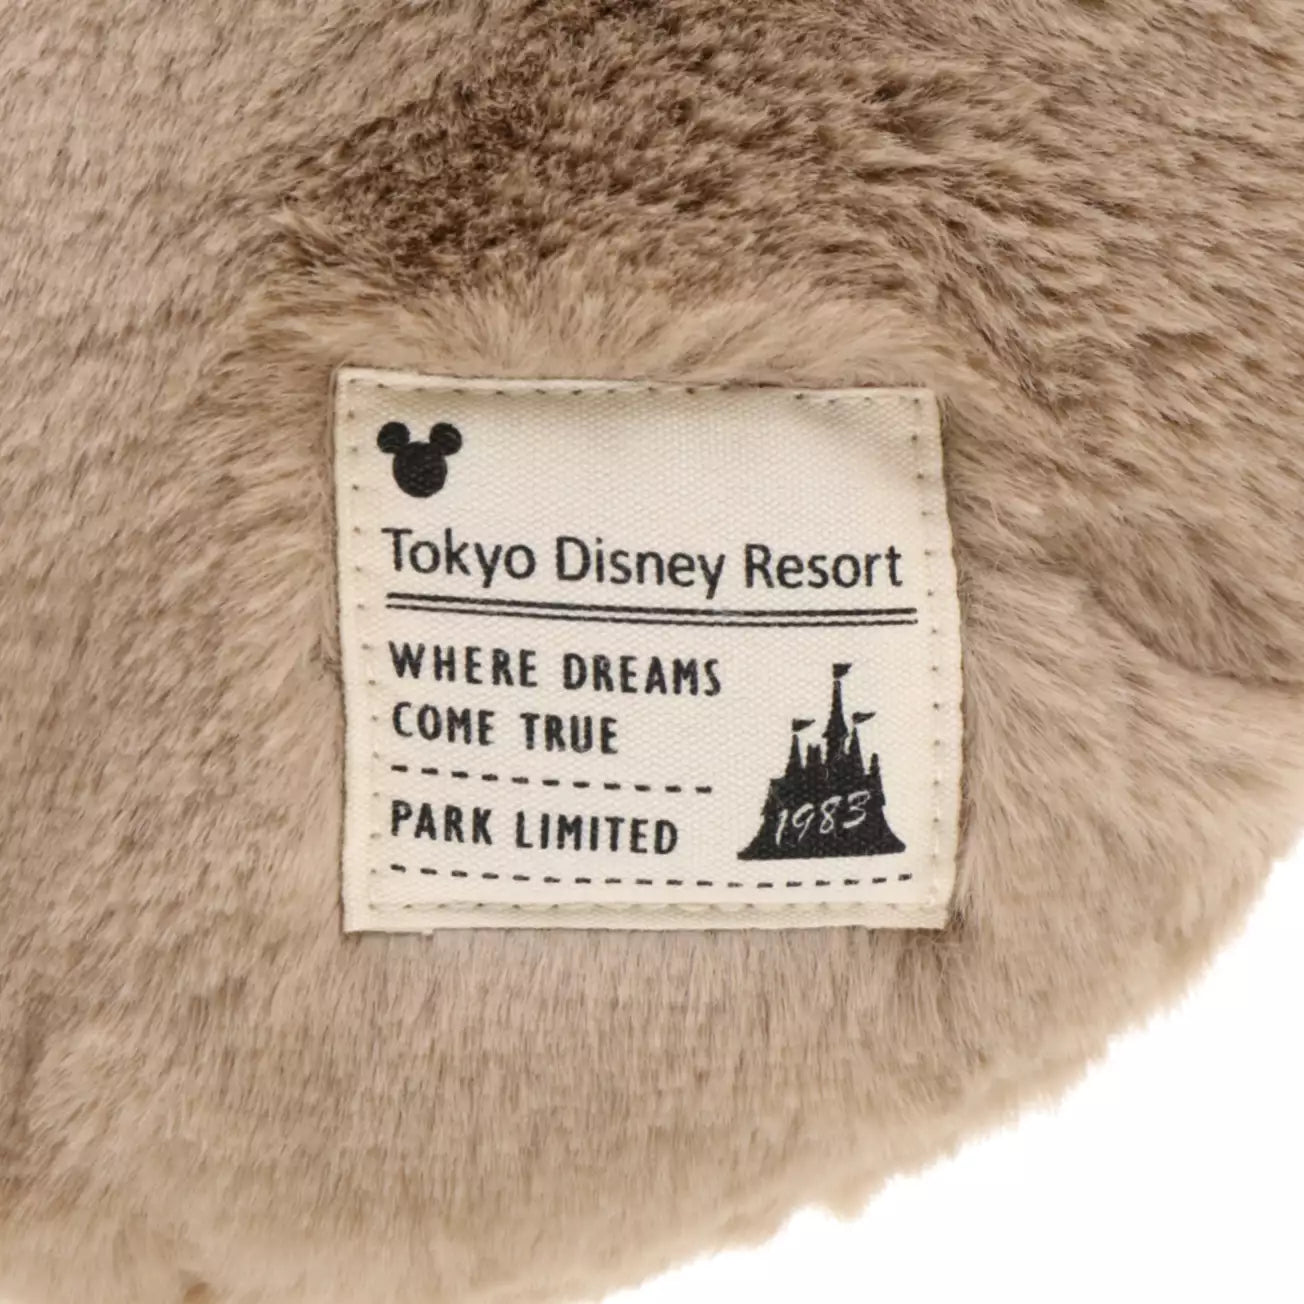 Tokyo Disney Resort
WHERE DREAMS
COME TRUE
PARK LIMITED
1983